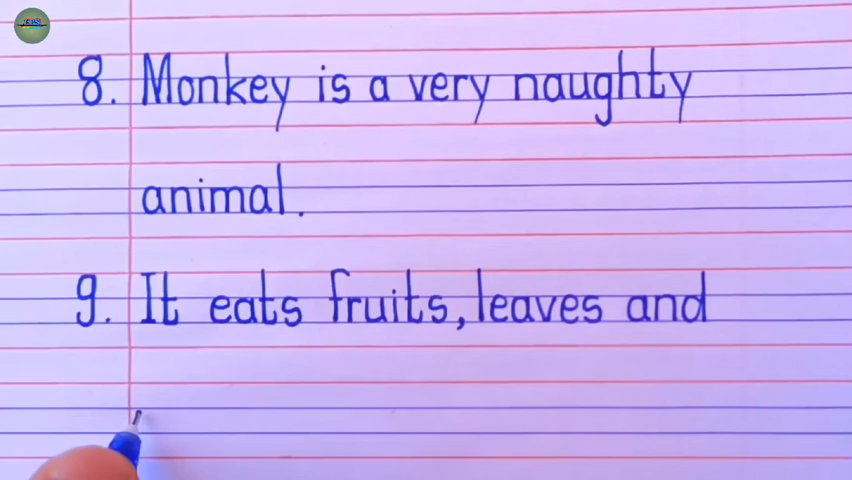 8. Monkey is a very naughty
animal.
9. It eats fruits, leaves and